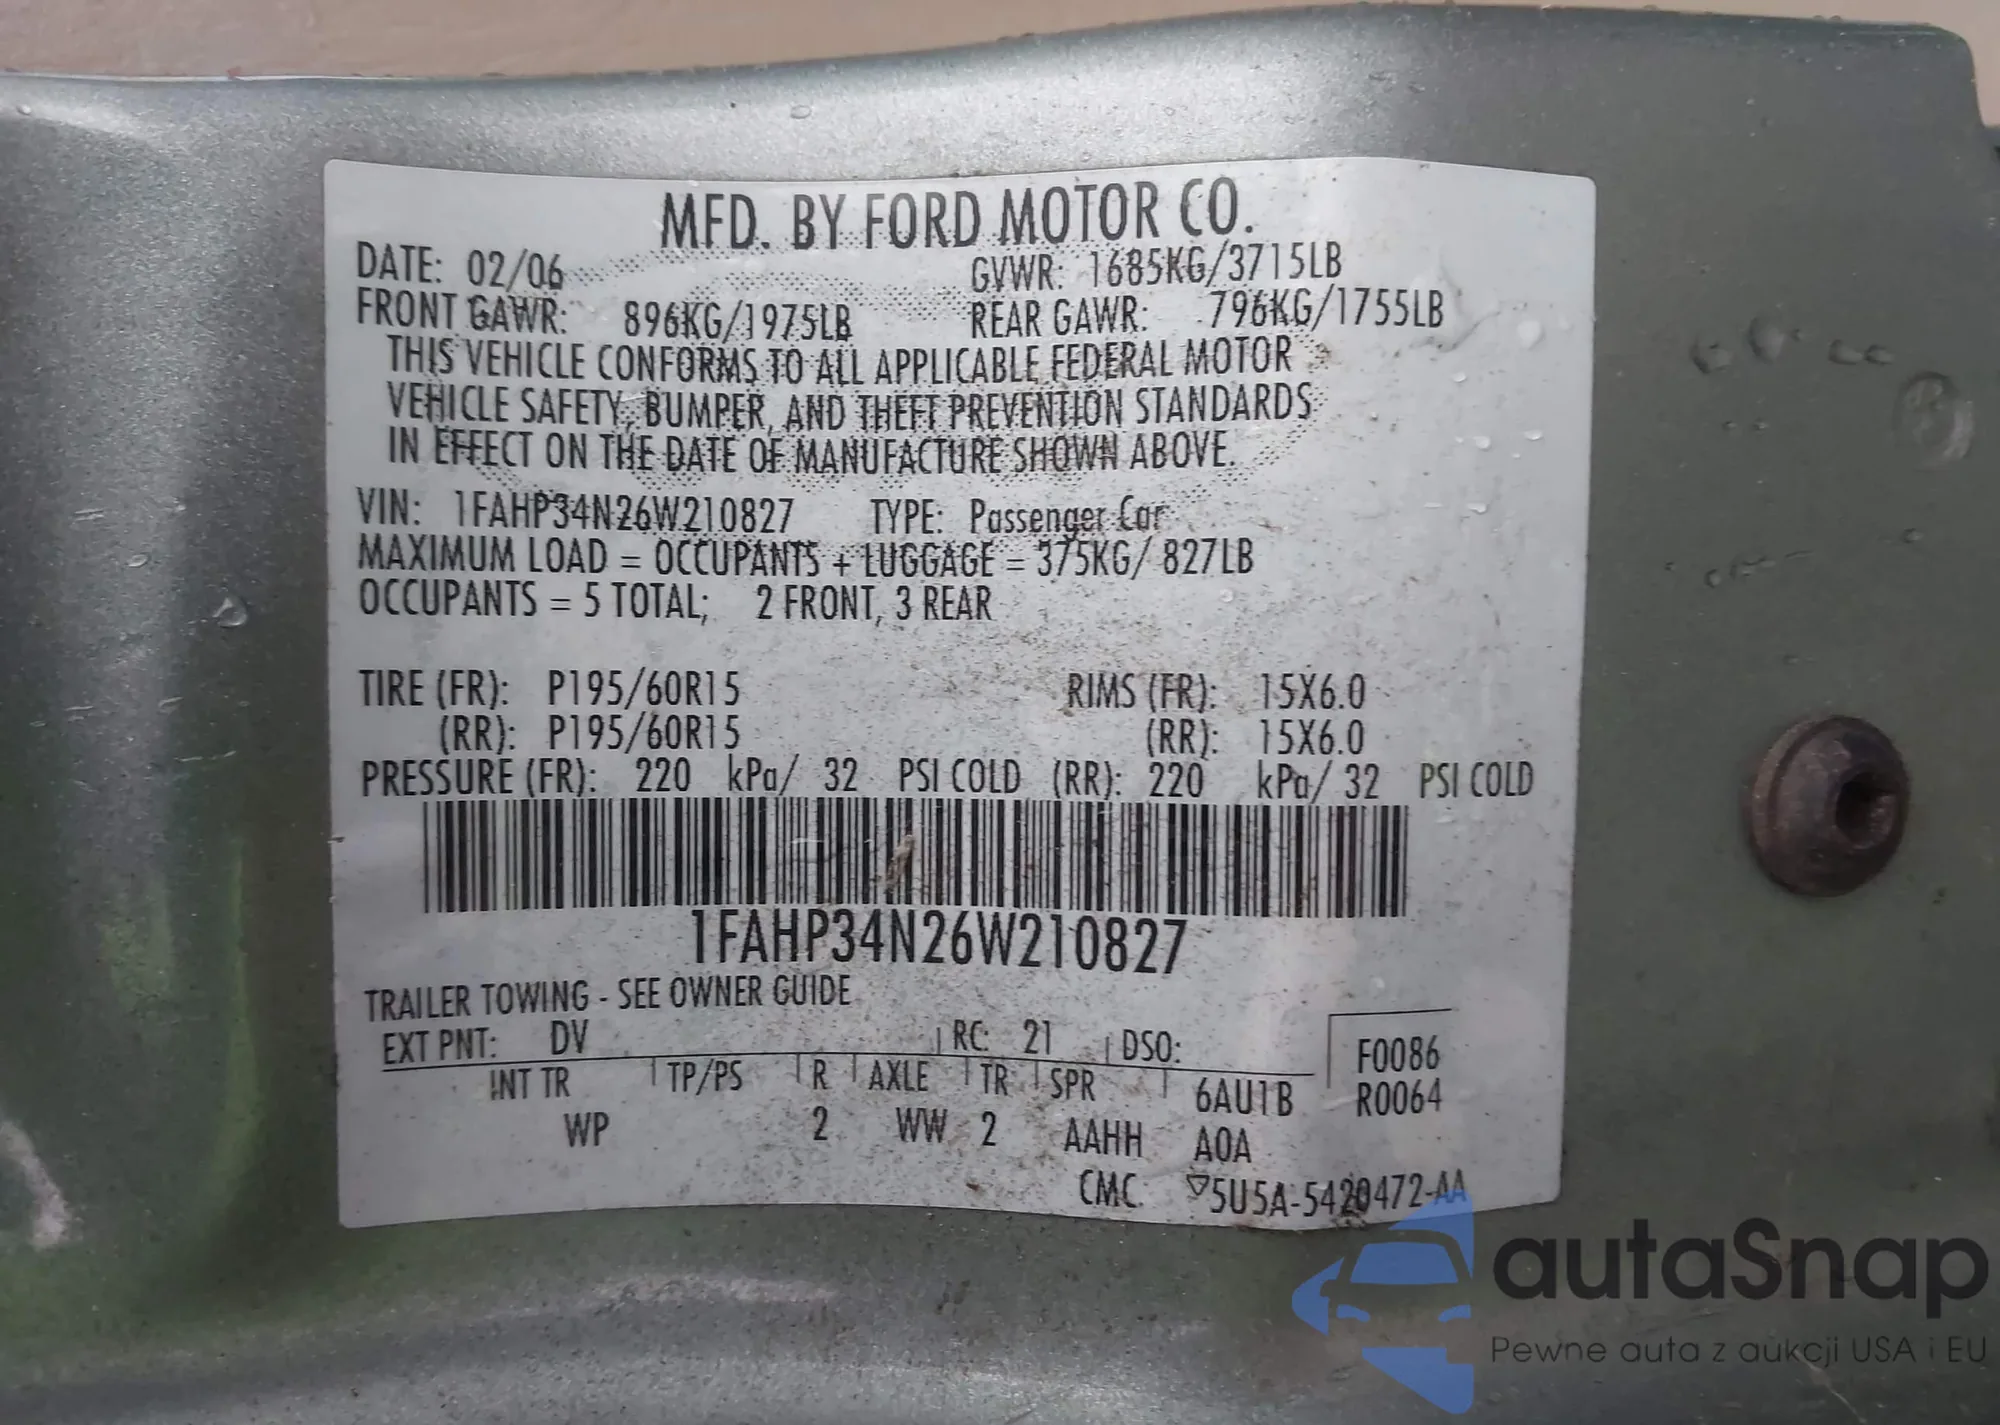 MFD. BY FORD MOTOR CO.
DATE: 02/06 GVWR: 1685KG/3715LB
FRONT GAWR: 896KG/1975LB REAR GAWR: 796KG/1755LB
THIS VEHICLE CONFORMS TO ALL APPLICABLE FEDERAL MOTOR
VEHICLE SAFETY, BUMPER, AND THEFT PREVENTION STANDARDS
IN EFFECT ON THE DATE OF MANUFACTURE SHOWN ABOVE.
VIN: 1FAHP34N26W210827 TYPE: Passenger Car
MAXIMUM LOAD = OCCUPANTS + LUGGAGE = 375KG/ 827LB
OCCUPANTS = 5 TOTAL; 2 FRONT, 3 REAR
TIRE (FR): P195/60R15 RIMS (FR): 15X6.0
(RR): P195/60R15 (RR): 15X6.0
PRESSURE (FR): 220 kPa/ 32 PSI COLD (RR): 220 kPa/ 32 PSI COLD
1FAHP34N26W210827
TRAILER TOWING - SEE OWNER GUIDE
EXT PNT: DV RC: 21 DSO: F0086
INT TR TP/PS R AXLE TR SPR 6AU1B R0064
WP 2 WW 2 AAHH A0A
CMC ▽5U5A-5420472-AA
autaSnap
Pewne auta z aukcji USA i EU